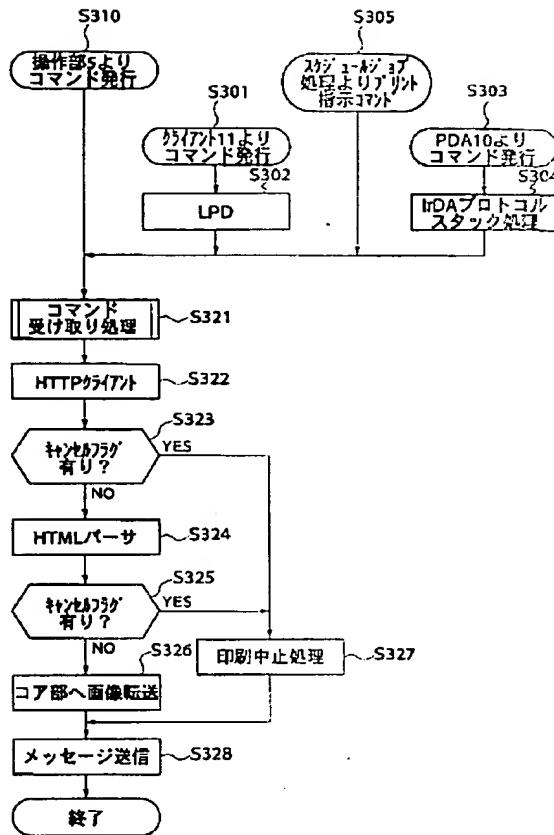 S310
操作部5より
コマンド発行
S305
スケジュールジョブ
処理よりプリント
指示コマンド
S301
クライアント11より
コマンド発行
S303
PDA10より
コマンド発行
S302
LPD
S304
IrDAプロトコル
スタック処理
コマンド
受け取り処理
S321
HTTPクライアント
S322
S323
キャンセルフラグ
有り？
YES
NO
HTMLパーサ
S324
S325
キャンセルフラグ
有り？
YES
NO
S326
コア部へ画像転送
印刷中止処理
S327
メッセージ送信
S328
終了